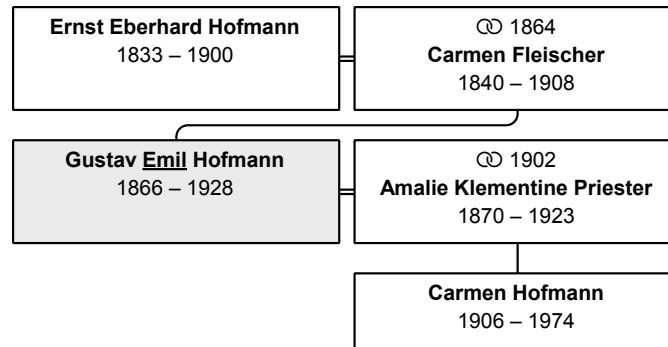 Ernst Eberhard Hofmann
1833 – 1900
⚭ 1864
Carmen Fleischer
1840 – 1908
Gustav Emil Hofmann
1866 – 1928
⚭ 1902
Amalie Klementine Priester
1870 – 1923
Carmen Hofmann
1906 – 1974